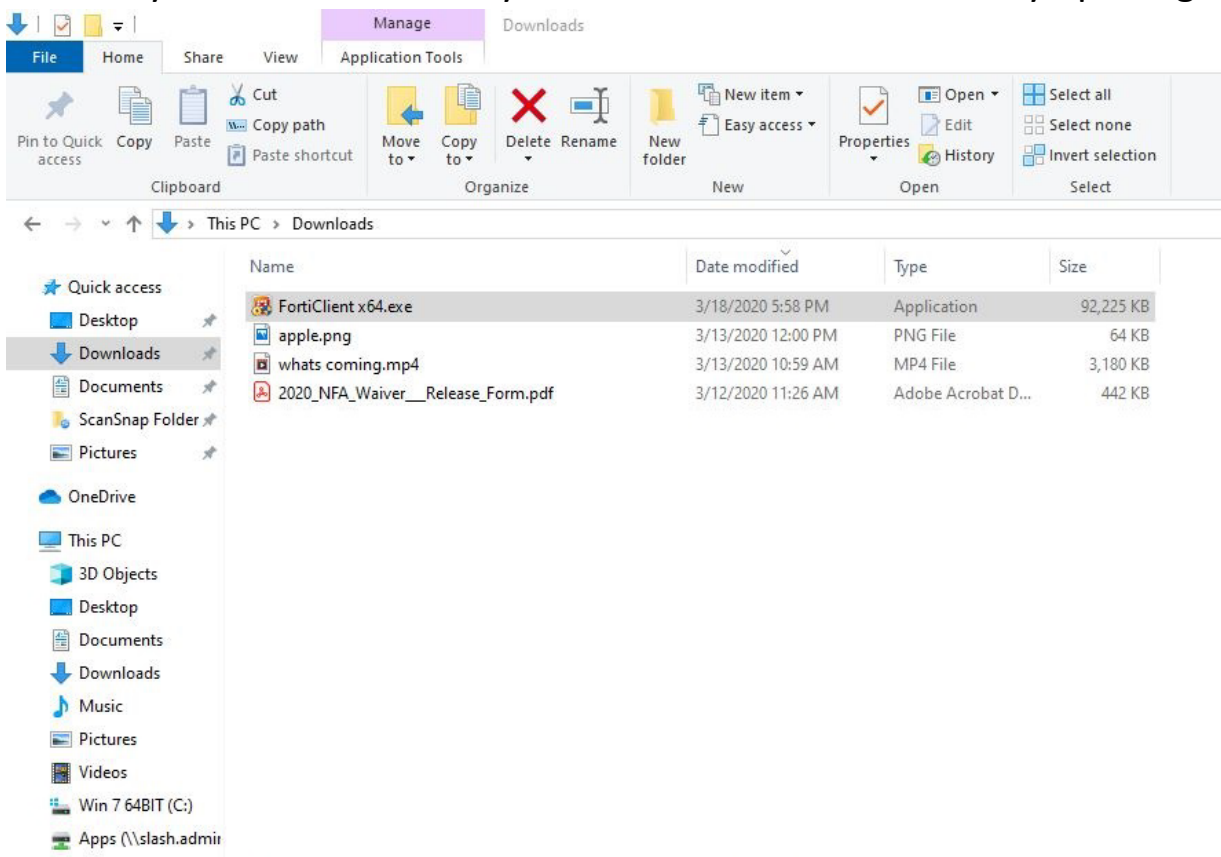 Manage Downloads
File Home Share View Application Tools
Pin to Quick access
Copy
Paste
Cut
Copy path
Paste shortcut
Clipboard
Move to
Copy to
Delete
Rename
Organize
New folder
New item
Easy access
New
Properties
Open
Edit
History
Open
Select all
Select none
Invert selection
Select
This PC > Downloads
Name Date modified Type Size
FortiClient x64.exe 3/18/2020 5:58 PM Application 92,225 KB
apple.png 3/13/2020 12:00 PM PNG File 64 KB
whats coming.mp4 3/13/2020 10:59 AM MP4 File 3,180 KB
2020_NFA_Waiver__Release_Form.pdf 3/12/2020 11:26 AM Adobe Acrobat D... 442 KB
Quick access
Desktop
Downloads
Documents
ScanSnap Folder
Pictures
OneDrive
This PC
3D Objects
Desktop
Documents
Downloads
Music
Pictures
Videos
Win 7 64BIT (C:)
Apps (\\slash.admin